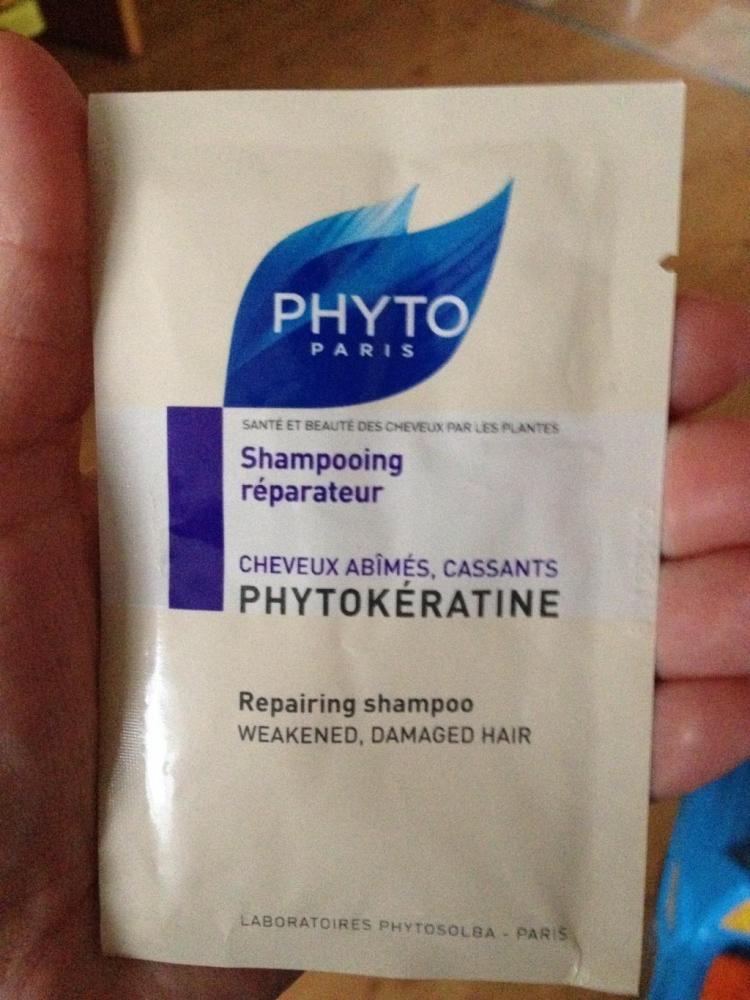 PHYTO
PARIS
SANTÉ ET BEAUTÉ DES CHEVEUX PAR LES PLANTES
Shampooing
réparateur
CHEVEUX ABÎMÉS, CASSANTS
PHYTOKÉRATINE
Repairing shampoo
WEAKENED, DAMAGED HAIR
LABORATOIRES PHYTOSOLBA - PARIS